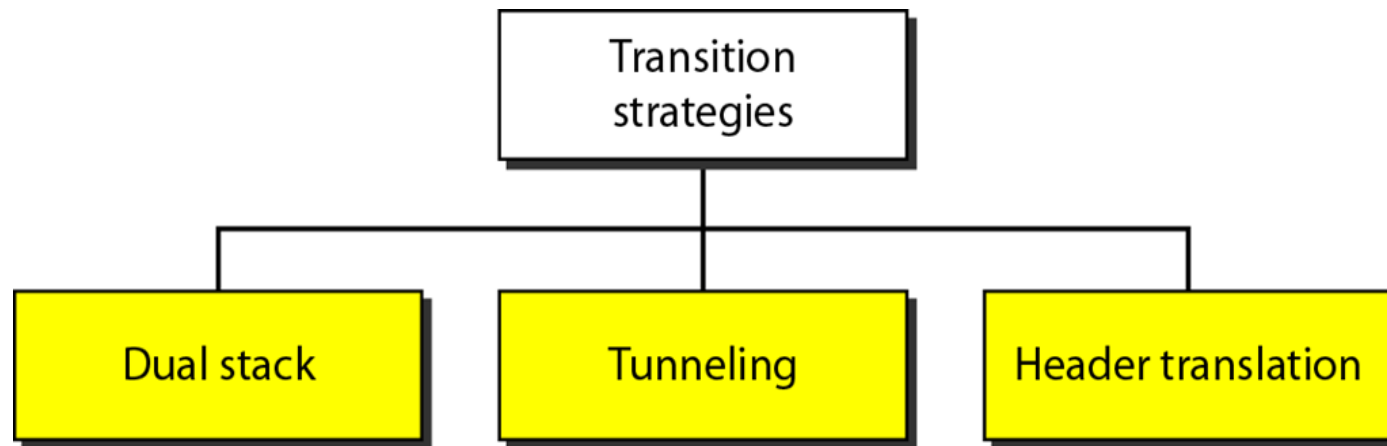 Transition
strategies
Dual stack
Tunneling
Header translation